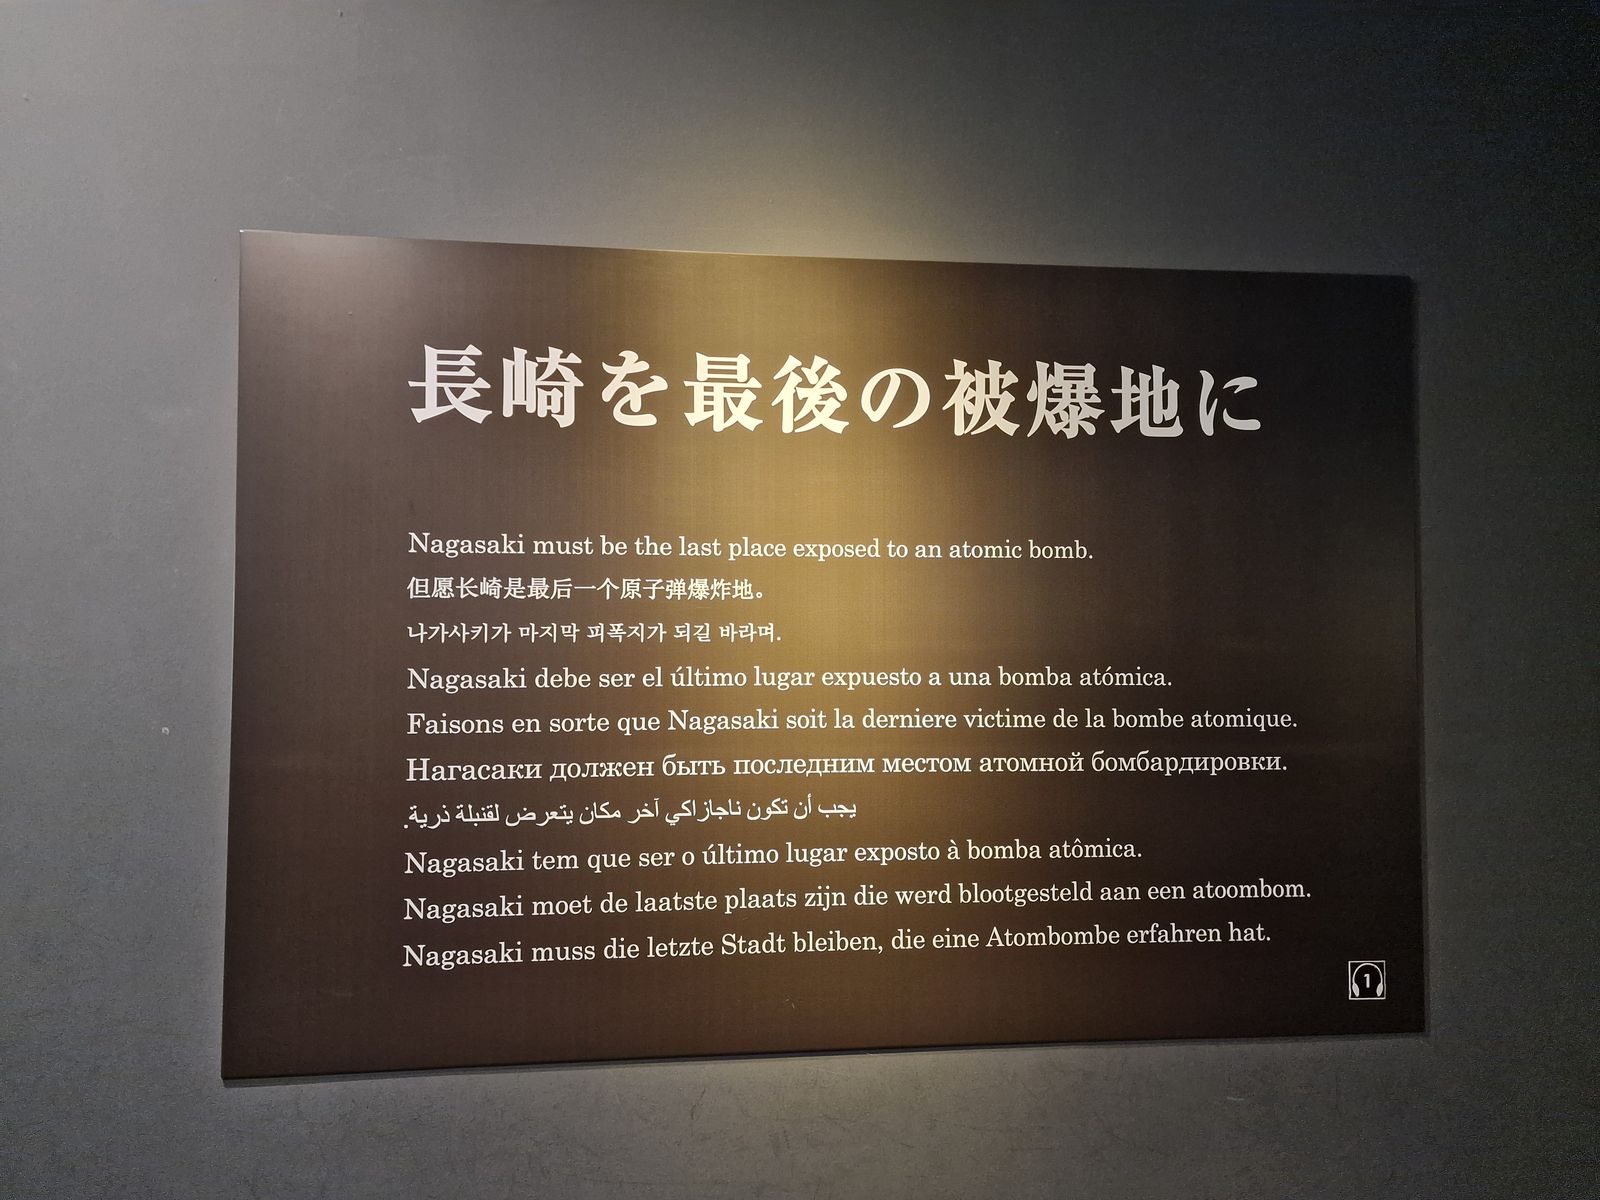 長崎を最後の被爆地に
Nagasaki must be the last place exposed to an atomic bomb.
但愿长崎是最后一个原子弹爆炸地。
나가사키가 마지막 피폭지가 되길 바라며.
Nagasaki debe ser el último lugar expuesto a una bomba atómica.
Faisons en sorte que Nagasaki soit la derniere victime de la bombe atomique.
Нагасаки должен быть последним местом атомной бомбардировки.
يجب أن تكون ناجازاكي آخر مكان يتعرض لقنبلة ذرية.
Nagasaki tem que ser o último lugar exposto à bomba atômica.
Nagasaki moet de laatste plaats zijn die werd blootgesteld aan een atoombom.
Nagasaki muss die letzte Stadt bleiben, die eine Atombombe erfahren hat.
1